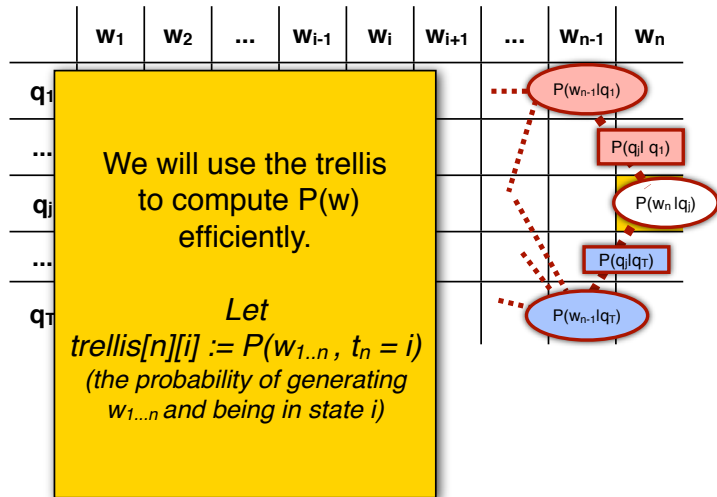 w1 w2 ... wi-1 wi wi+1 ... wn-1 wn
q1
P(wn-1|q1)
...
P(qj| q1)
qj
P(wn |qj)
...
P(qj|qT)
qT
P(wn-1|qT)
We will use the trellis
to compute P(w)
efficiently.
Let
trellis[n][i] := P(w1..n , tn = i)
(the probability of generating
w1...n and being in state i)